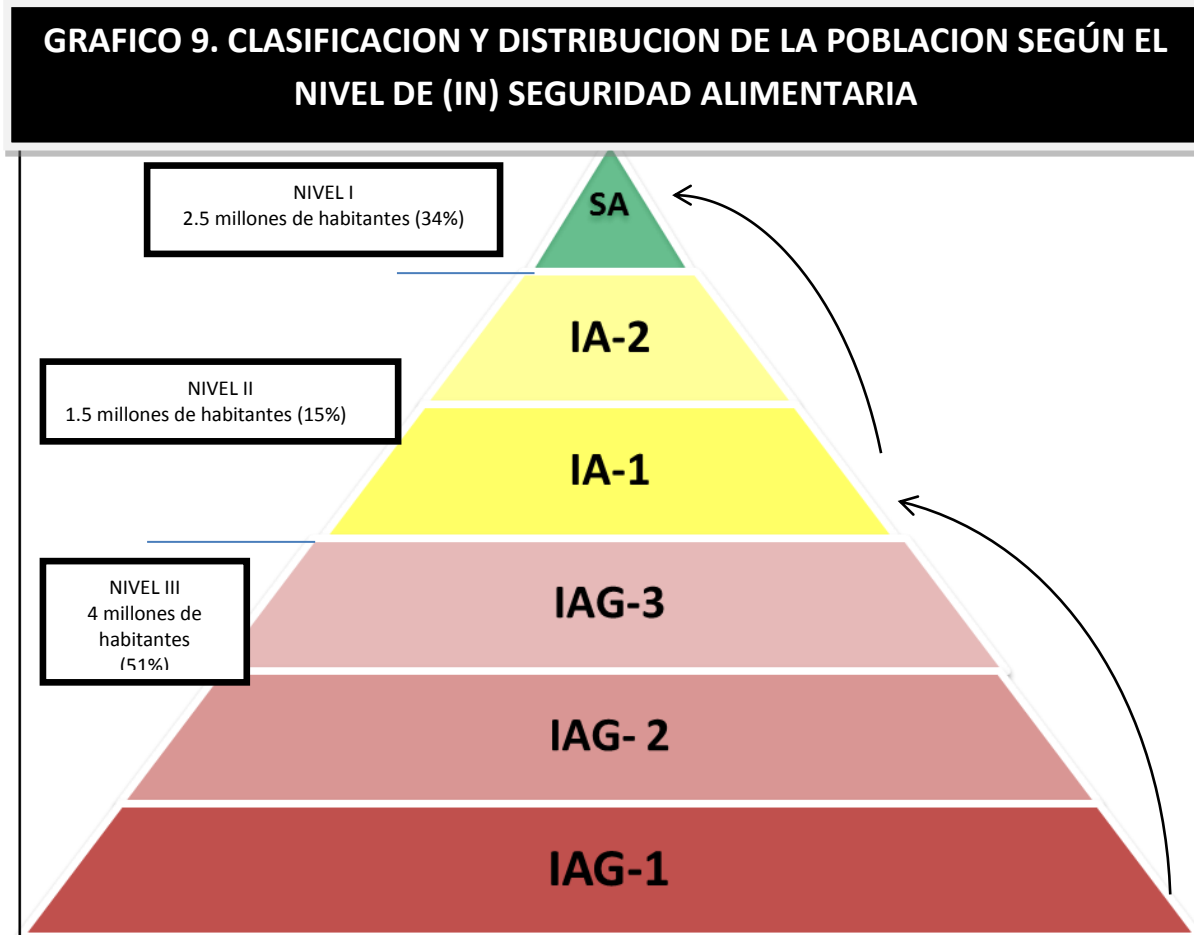 GRAFICO 9. CLASIFICACION Y DISTRIBUCION DE LA POBLACION SEGÚN EL
NIVEL DE (IN) SEGURIDAD ALIMENTARIA
NIVEL I
2.5 millones de habitantes (34%)
SA
IA-2
NIVEL II
1.5 millones de habitantes (15%)
IA-1
NIVEL III
4 millones de
habitantes
(51%)
IAG-3
IAG- 2
IAG-1